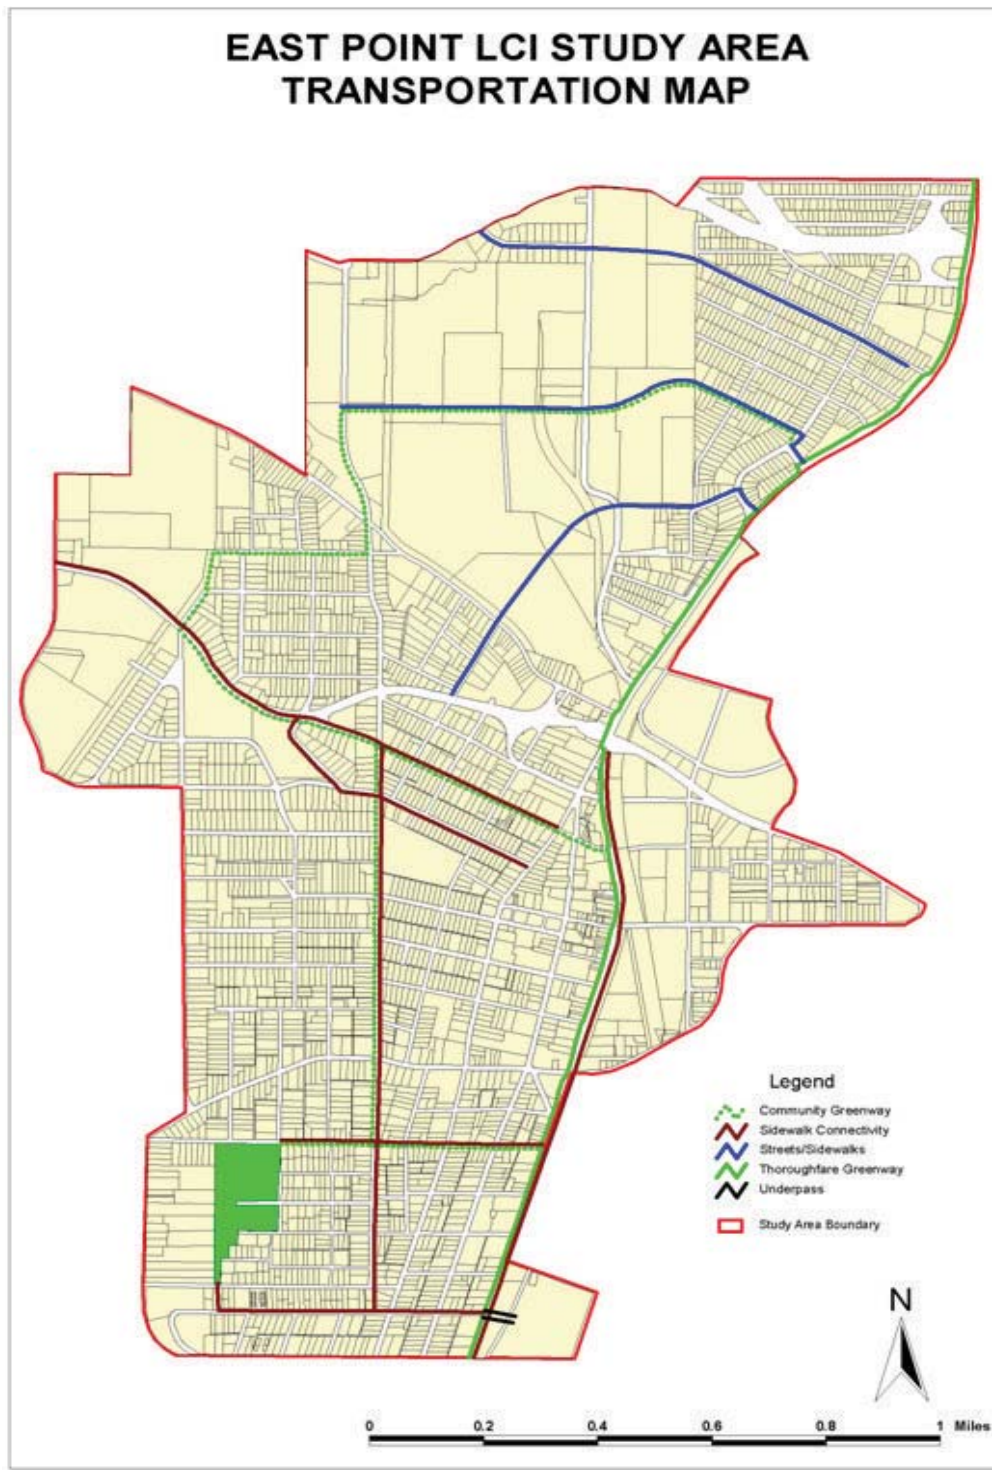 EAST POINT LCI STUDY AREA
TRANSPORTATION MAP
Legend
Community Greenway
Sidewalk Connectivity
Streets/Sidewalks
Thoroughfare Greenway
Underpass
Study Area Boundary
N
0 0.2 0.4 0.6 0.8 1 Miles